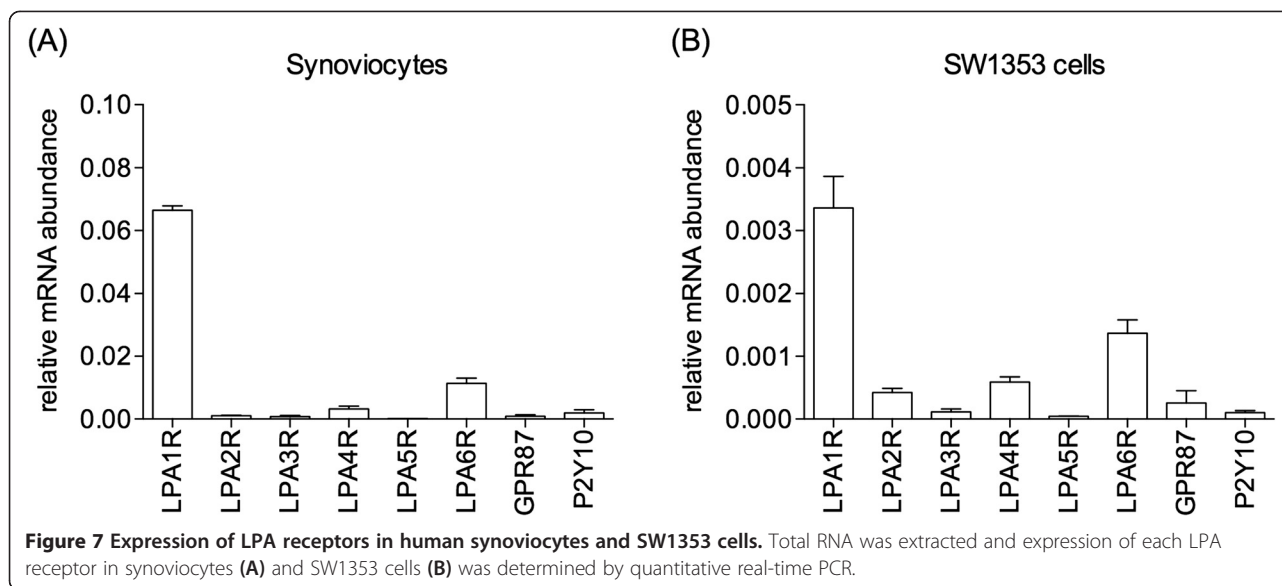 (A)
Synoviocytes
relative mRNA abundance
0.10
0.08
0.06
0.04
0.02
0.00
LPA1R
LPA2R
LPA3R
LPA4R
LPA5R
LPA6R
GPR87
P2Y10
(B)
SW1353 cells
relative mRNA abundance
0.005
0.004
0.003
0.002
0.001
0.000
LPA1R
LPA2R
LPA3R
LPA4R
LPA5R
LPA6R
GPR87
P2Y10
Figure 7 Expression of LPA receptors in human synoviocytes and SW1353 cells. Total RNA was extracted and expression of each LPA
receptor in synoviocytes (A) and SW1353 cells (B) was determined by quantitative real-time PCR.